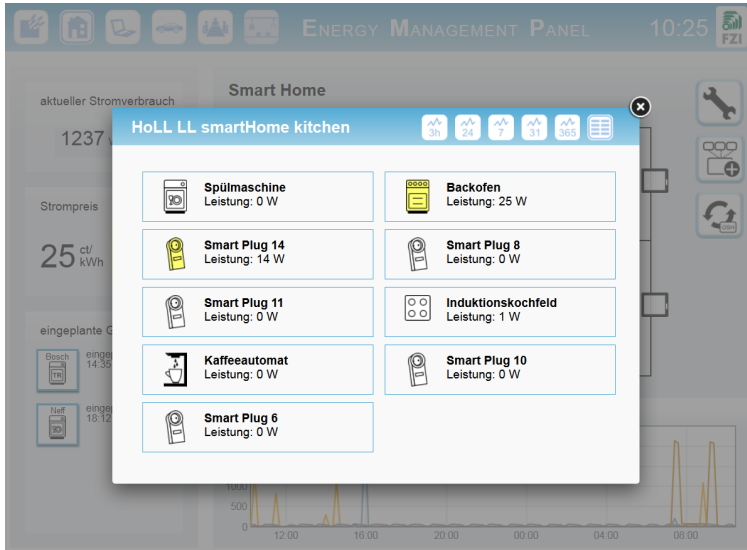 ENERGY MANAGEMENT PANEL
10:25
FZI
aktueller Stromverbrauch
1237
Strompreis
25 ct/
kWh
eingeplante G
Bosch
TR
14:35
Neff
18:12
Smart Home
HoLL LL smartHome kitchen
3h
24
7
31
365
Spülmaschine
Leistung: 0 W
Backofen
Leistung: 25 W
Smart Plug 14
Leistung: 14 W
Smart Plug 8
Leistung: 0 W
Smart Plug 11
Leistung: 0 W
Induktionskochfeld
Leistung: 1 W
Kaffeeautomat
Leistung: 0 W
Smart Plug 10
Leistung: 0 W
Smart Plug 6
Leistung: 0 W
1000
500
0
12:00
16:00
20:00
00:00
04:00
08:00